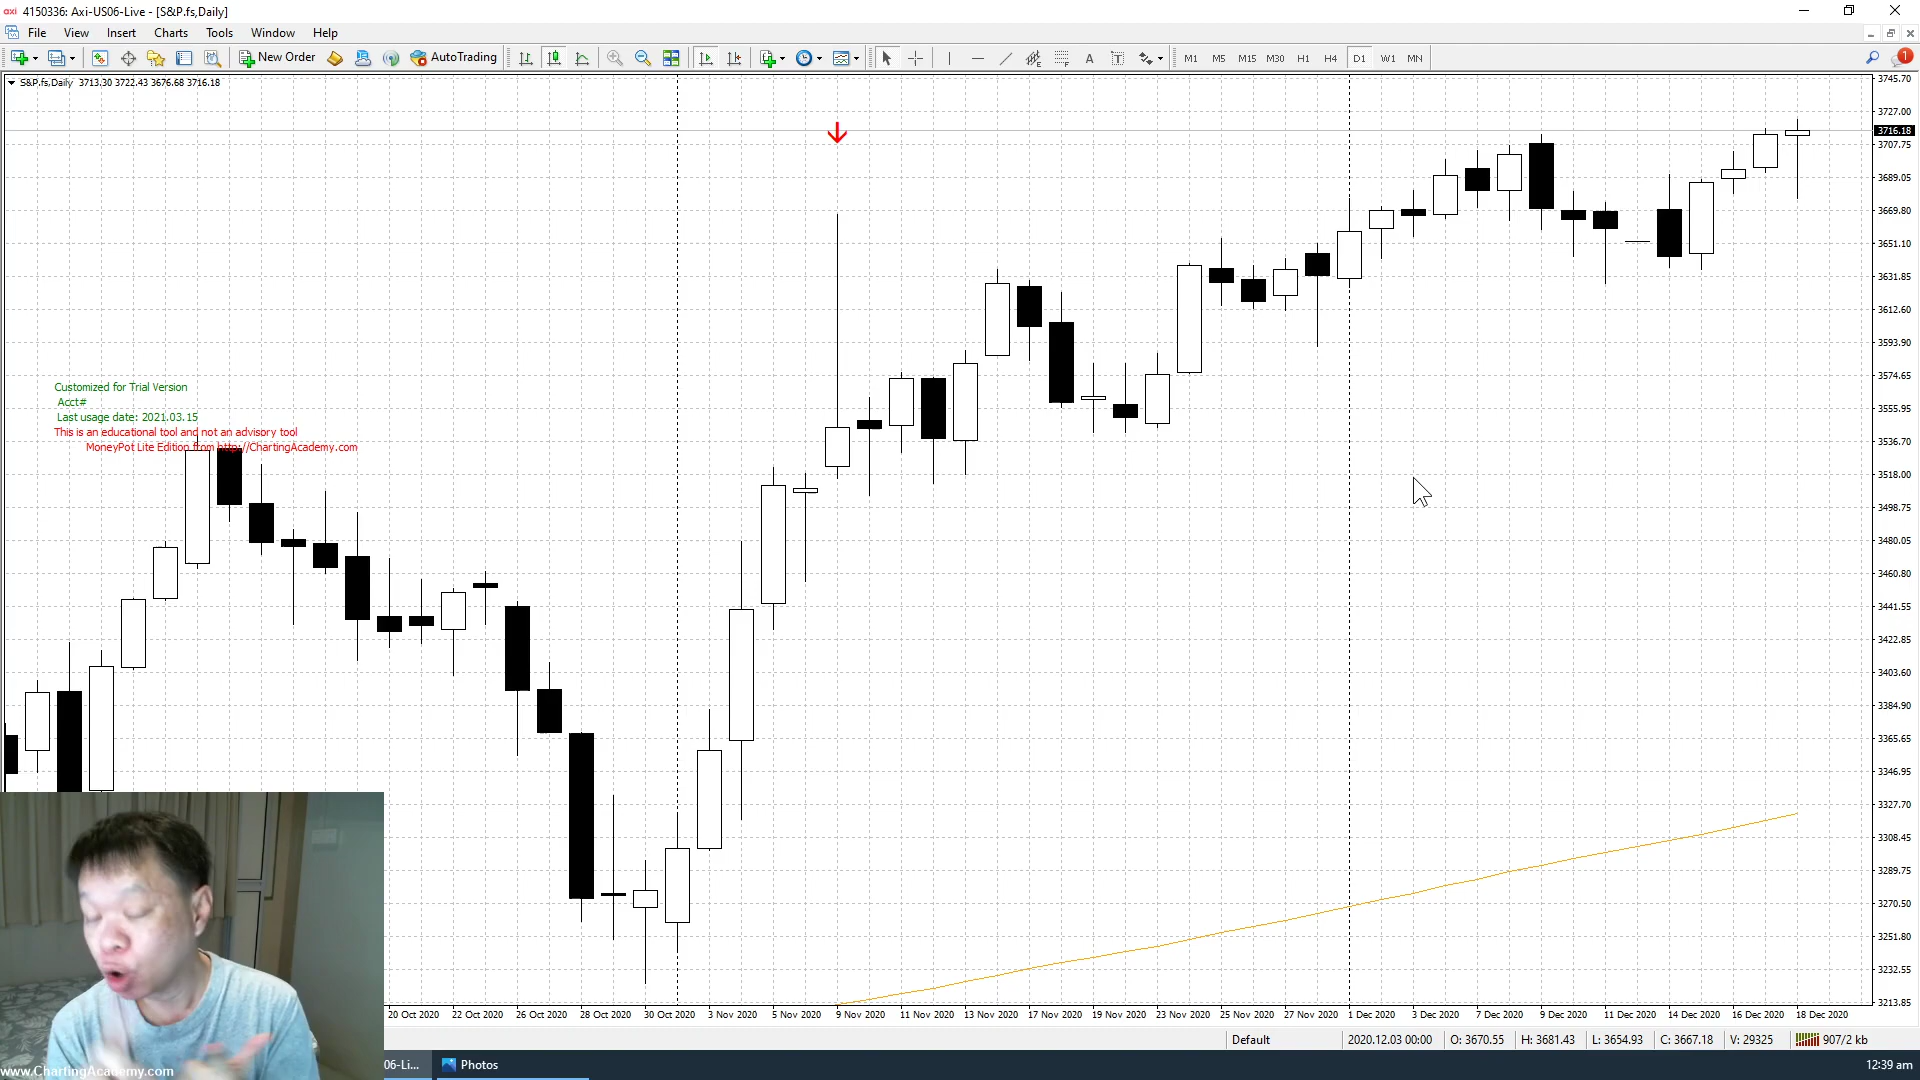 axi 4150336: Axi-US06-Live - [S&P.fs,Daily]
File View Insert Charts Tools Window Help
New Order AutoTrading A T M1 M5 M15 M30 H1 H4 D1 W1 MN 1
S&P.fs,Daily 3713.30 3722.43 3676.68 3716.18
3745.70
3727.00
3716.18
3707.75
3689.05
3669.80
3651.10
3631.85
3612.60
3593.90
3574.65
3555.95
3536.70
3518.00
3498.75
3480.05
3460.80
3441.55
3422.85
3403.60
3384.90
3365.65
3346.95
3327.70
3308.45
3289.75
3270.50
3251.80
3232.55
3213.85
Customized for Trial Version
Acct#
Last usage date: 2021.03.15
This is an educational tool and not an advisory tool
MoneyPot Lite Edition from http://ChartingAcademy.com
20 Oct 2020 22 Oct 2020 26 Oct 2020 28 Oct 2020 30 Oct 2020 3 Nov 2020 5 Nov 2020 9 Nov 2020 11 Nov 2020 13 Nov 2020 17 Nov 2020 19 Nov 2020 23 Nov 2020 25 Nov 2020 27 Nov 2020 1 Dec 2020 3 Dec 2020 7 Dec 2020 9 Dec 2020 11 Dec 2020 14 Dec 2020 16 Dec 2020 18 Dec 2020
Default 2020.12.03 00:00 O: 3670.55 H: 3681.43 L: 3654.93 C: 3667.18 V: 29325 907/2 kb
06-Li... Photos 12:39 am
www.ChartingAcademy.com